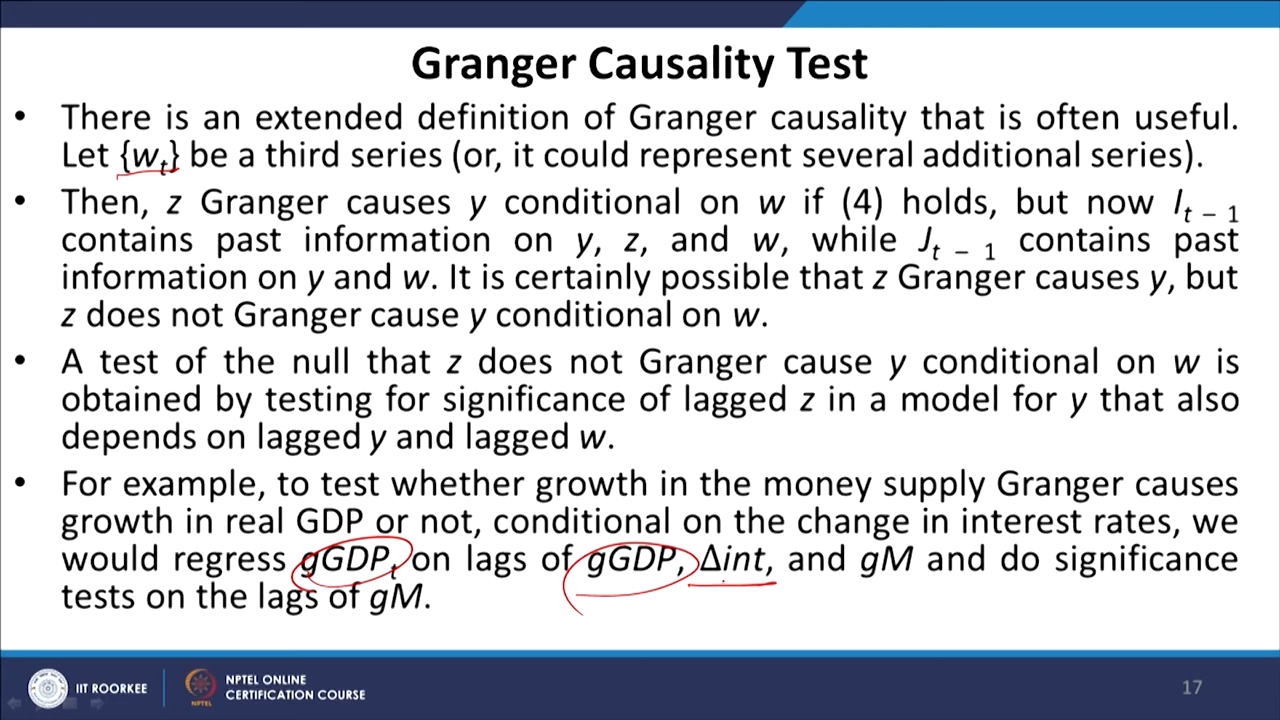 Granger Causality Test
• There is an extended definition of Granger causality that is often useful.
Let {wt} be a third series (or, it could represent several additional series).
• Then, z Granger causes y conditional on w if (4) holds, but now It − 1
contains past information on y, z, and w, while Jt − 1 contains past
information on y and w. It is certainly possible that z Granger causes y, but
z does not Granger cause y conditional on w.
• A test of the null that z does not Granger cause y conditional on w is
obtained by testing for significance of lagged z in a model for y that also
depends on lagged y and lagged w.
• For example, to test whether growth in the money supply Granger causes
growth in real GDP or not, conditional on the change in interest rates, we
would regress gGDPt on lags of gGDP, Δint, and gM and do significance
tests on the lags of gM.
IIT ROORKEE
NPTEL
NPTEL ONLINE
CERTIFICATION COURSE
17